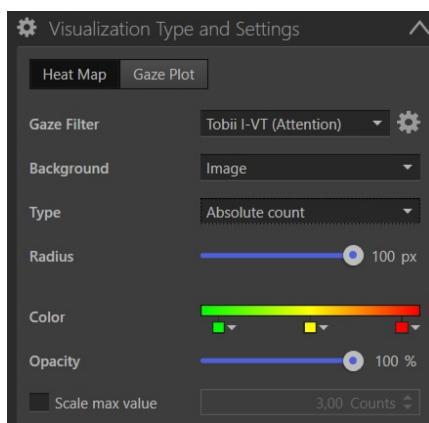 Visualization Type and Settings
Heat Map Gaze Plot
Gaze Filter Tobii I-VT (Attention)
Background Image
Type Absolute count
Radius 100 px
Color
Opacity 100 %
Scale max value 3,00 Counts